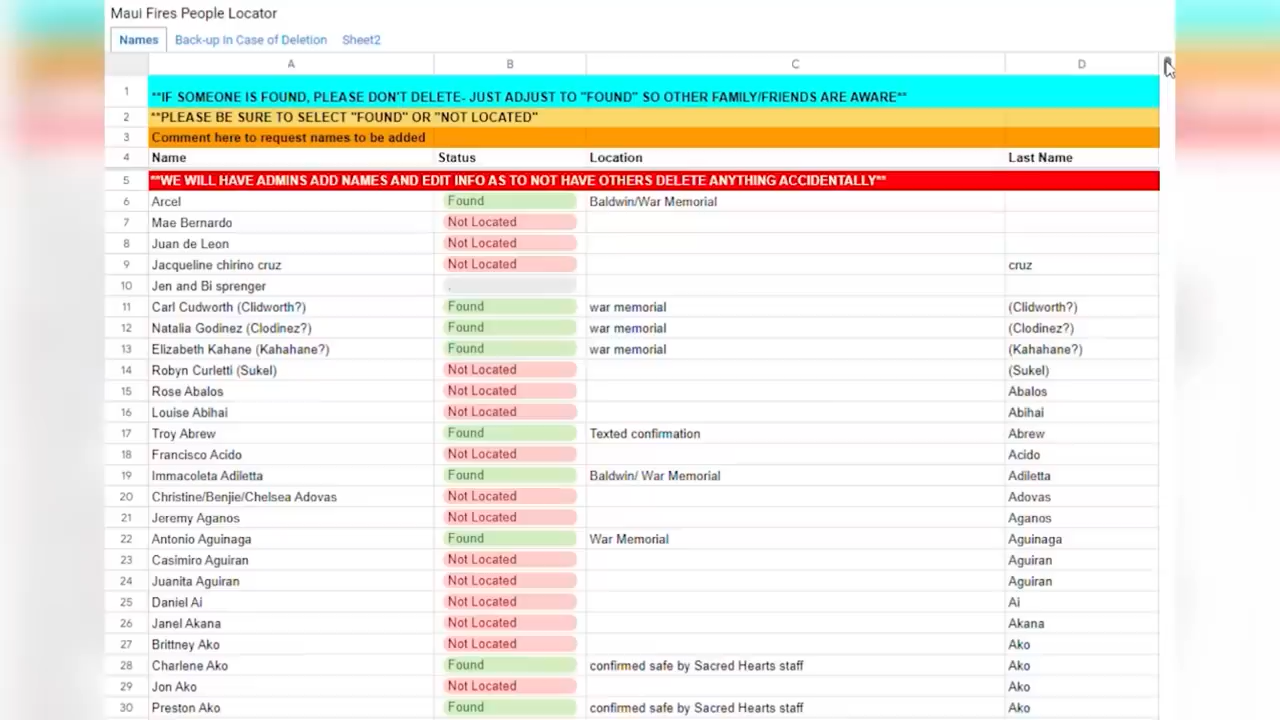 Maui Fires People Locator
Names Back-up In Case of Deletion Sheet2
A B C D
1 **IF SOMEONE IS FOUND, PLEASE DON'T DELETE- JUST ADJUST TO "FOUND" SO OTHER FAMILY/FRIENDS ARE AWARE**
2 **PLEASE BE SURE TO SELECT "FOUND" OR "NOT LOCATED"
3 Comment here to request names to be added
4 Name Status Location Last Name
5 **WE WILL HAVE ADMINS ADD NAMES AND EDIT INFO AS TO NOT HAVE OTHERS DELETE ANYTHING ACCIDENTALLY**
6 Arcel Found Baldwin/War Memorial
7 Mae Bernardo Not Located
8 Juan de Leon Not Located
9 Jacqueline chirino cruz Not Located cruz
10 Jen and Bi sprenger .
11 Carl Cudworth (Clidworth?) Found war memorial (Clidworth?)
12 Natalia Godinez (Clodinez?) Found war memorial (Clodinez?)
13 Elizabeth Kahane (Kahahane?) Found war memorial (Kahahane?)
14 Robyn Curletti (Sukel) Not Located (Sukel)
15 Rose Abalos Not Located Abalos
16 Louise Abihai Not Located Abihai
17 Troy Abrew Found Texted confirmation Abrew
18 Francisco Acido Not Located Acido
19 Immacoleta Adiletta Found Baldwin/ War Memorial Adiletta
20 Christine/Benjie/Chelsea Adovas Not Located Adovas
21 Jeremy Aganos Not Located Aganos
22 Antonio Aguinaga Found War Memorial Aguinaga
23 Casimiro Aguiran Not Located Aguiran
24 Juanita Aguiran Not Located Aguiran
25 Daniel Ai Not Located Ai
26 Janel Akana Not Located Akana
27 Brittney Ako Not Located Ako
28 Charlene Ako Found confirmed safe by Sacred Hearts staff Ako
29 Jon Ako Not Located Ako
30 Preston Ako Found confirmed safe by Sacred Hearts staff Ako